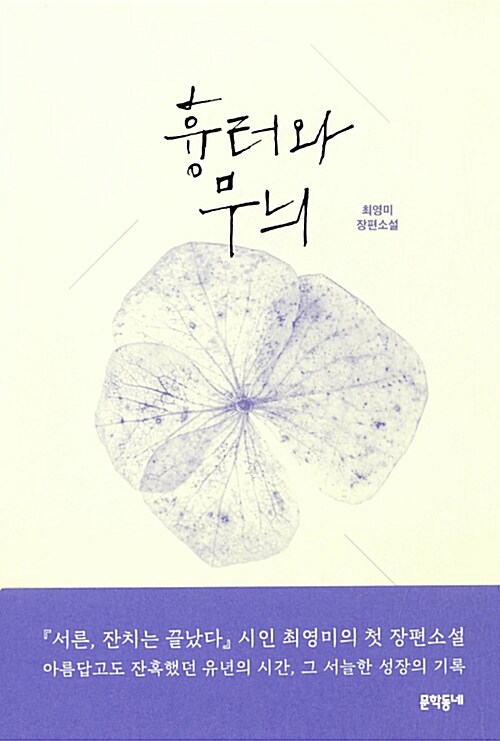 흉터와
무늬
최영미
장편소설
『서른, 잔치는 끝났다』 시인 최영미의 첫 장편소설
아름답고도 잔혹했던 유년의 시간, 그 서늘한 성장의 기록
문학동네